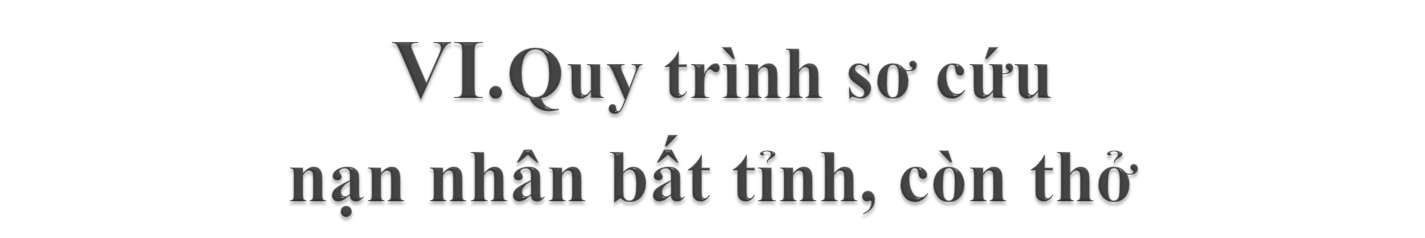 VI.Quy trình sơ cứu
nạn nhân bất tỉnh, còn thở